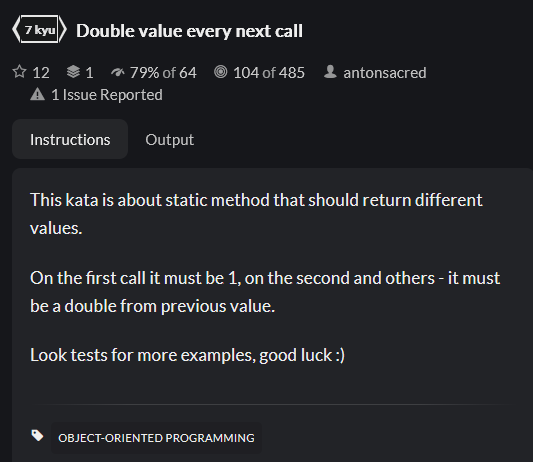 7 kyu Double value every next call
12 1 79% of 64 104 of 485 antonsacred
1 Issue Reported
Instructions Output
This kata is about static method that should return different
values.
On the first call it must be 1, on the second and others - it must
be a double from previous value.
Look tests for more examples, good luck :)
OBJECT-ORIENTED PROGRAMMING